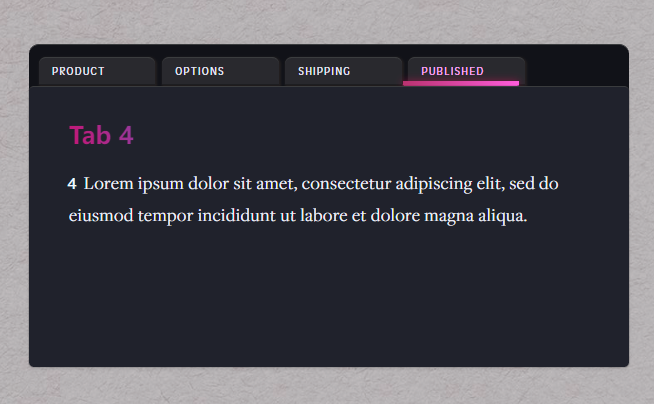 PRODUCT
OPTIONS
SHIPPING
PUBLISHED
Tab 4
4 Lorem ipsum dolor sit amet, consectetur adipiscing elit, sed do
eiusmod tempor incididunt ut labore et dolore magna aliqua.